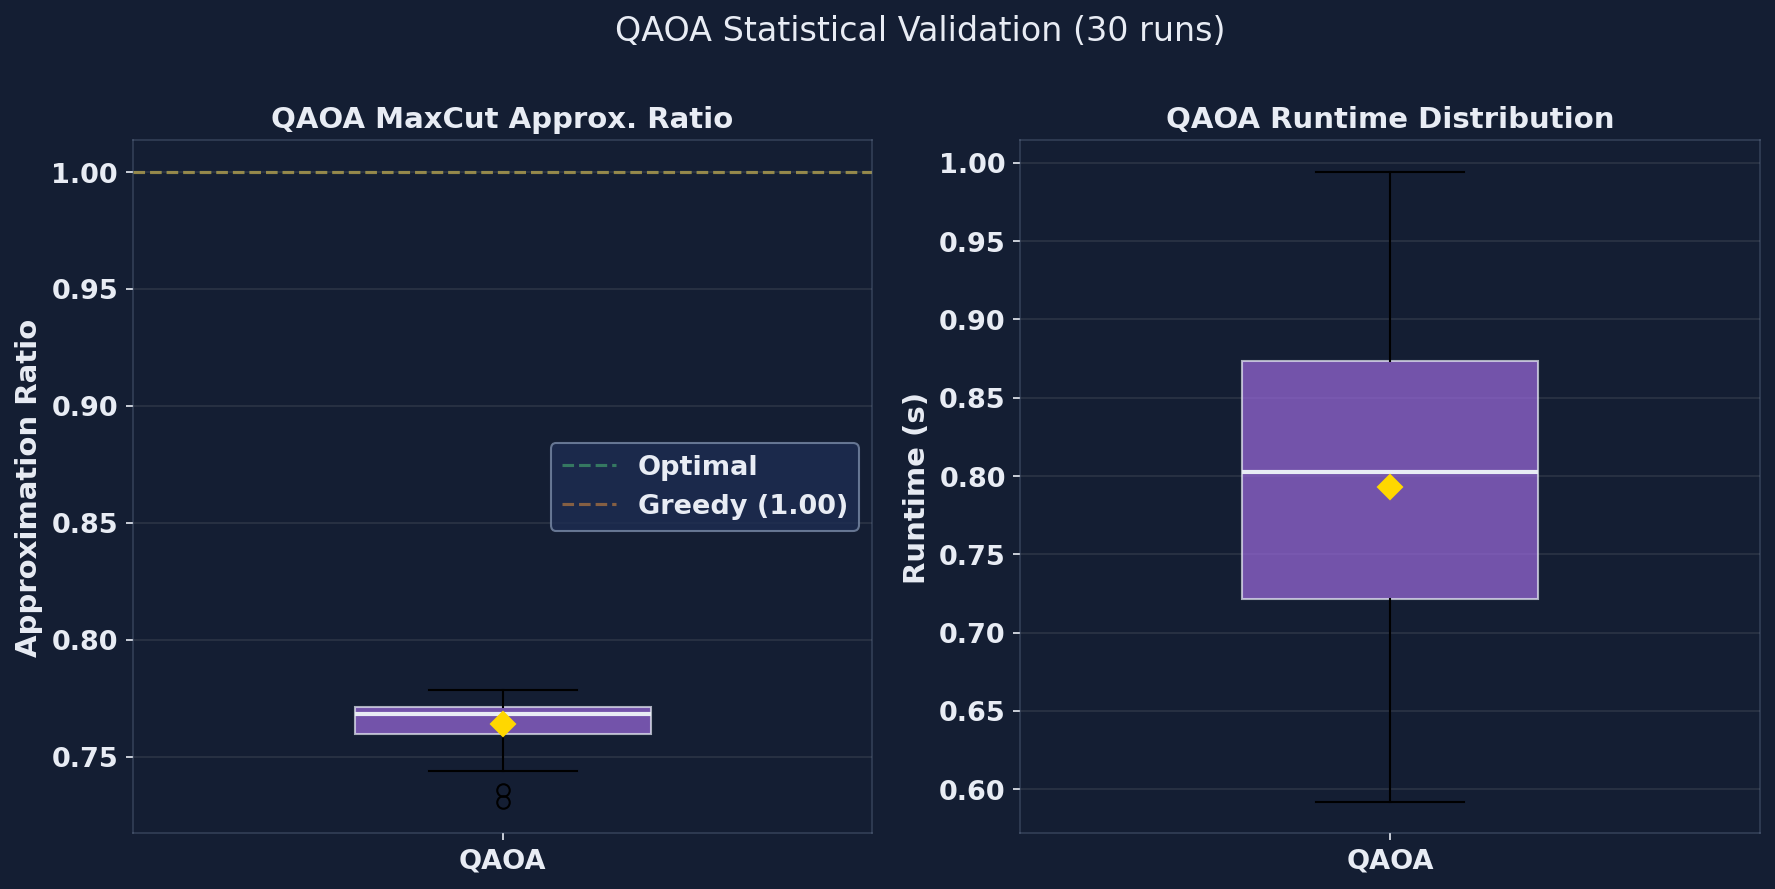 QAOA Statistical Validation (30 runs)
QAOA MaxCut Approx. Ratio
Approximation Ratio
1.00
0.95
0.90
0.85
0.80
0.75
Optimal
Greedy (1.00)
QAOA
QAOA Runtime Distribution
Runtime (s)
1.00
0.95
0.90
0.85
0.80
0.75
0.70
0.65
0.60
QAOA